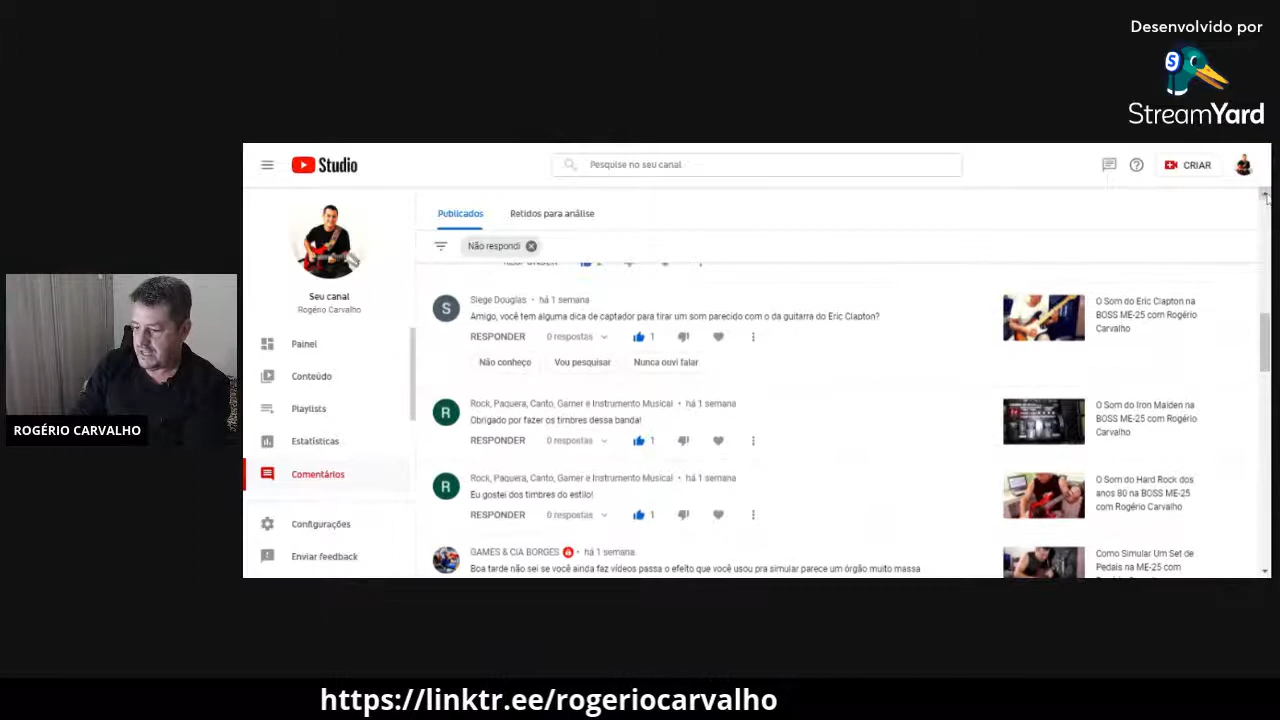 Desenvolvido por
StreamYard
Studio
Pesquise no seu canal
CRIAR
Seu canal
Rogério Carvalho
Painel
Conteúdo
Playlists
Estatísticas
Comentários
Configurações
Enviar feedback
Publicados
Retidos para análise
Não respondi
RESPONDER
Siege Douglas • há 1 semana
Amigo, você tem alguma dica de captador para tirar um som parecido com o da guitarra do Eric Clapton?
RESPONDER 0 respostas 1
Não conheço Vou pesquisar Nunca ouvi falar
O Som do Eric Clapton na
BOSS ME-25 com Rogério
Carvalho
R
Rock, Paquera, Canto, Gamer e Instrumento Musical • há 1 semana
Obrigado por fazer os timbres dessa banda!
RESPONDER 0 respostas 1
O Som do Iron Maiden na
BOSS ME-25 com Rogério
Carvalho
R
Rock, Paquera, Canto, Gamer e Instrumento Musical • há 1 semana
Eu gostei dos timbres do estilo!
RESPONDER 0 respostas 1
O Som do Hard Rock dos
anos 80 na BOSS ME-25
com Rogério Carvalho
GAMES & CIA BORGES • há 1 semana
Boa tarde não sei se você ainda faz vídeos passa o efeito que você usou pra simular parece um órgão muito massa
Como Simular Um Set de
Pedais na ME-25 com
S
S
ROGÉRIO CARVALHO
https://linktr.ee/rogeriocarvalho